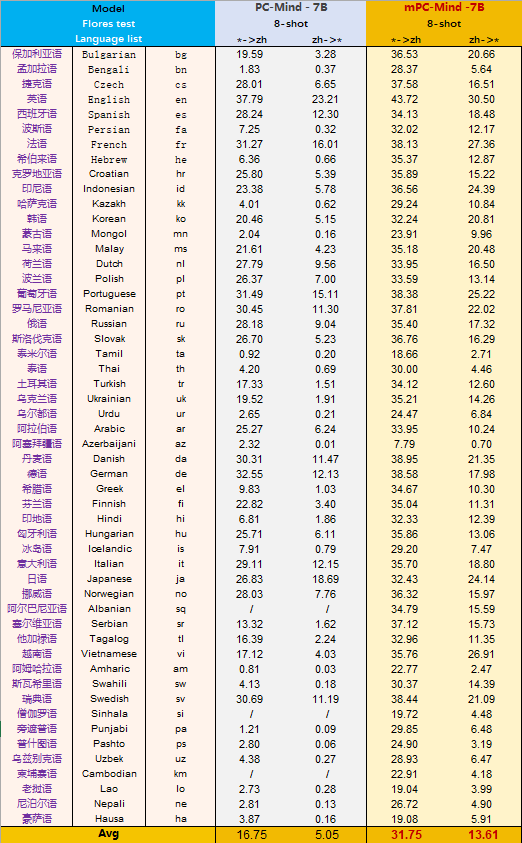 Model PC-Mind - 7B mPC-Mind -7B
Flores test 8-shot 8-shot
Language list *->zh zh->* *->zh zh->*
保加利亚语 Bulgarian bg 19.59 3.28 36.53 20.66
孟加拉语 Bengali bn 1.83 0.37 28.37 5.64
捷克语 Czech cs 28.01 6.65 37.58 16.51
英语 English en 37.79 23.21 43.72 30.50
西班牙语 Spanish es 28.24 12.30 34.13 18.48
波斯语 Persian fa 7.25 0.32 32.02 12.17
法语 French fr 31.27 16.01 38.13 27.36
希伯来语 Hebrew he 6.36 0.66 35.37 12.87
克罗地亚语 Croatian hr 25.80 5.39 35.89 15.22
印尼语 Indonesian id 23.38 5.78 36.56 24.39
哈萨克语 Kazakh kk 4.01 0.62 29.24 10.84
韩语 Korean ko 20.46 5.15 32.24 20.81
蒙古语 Mongol mn 2.04 0.16 23.91 9.96
马来语 Malay ms 21.61 4.23 35.18 20.48
荷兰语 Dutch nl 27.79 9.56 33.95 16.50
波兰语 Polish pl 26.37 7.00 33.59 13.14
葡萄牙语 Portuguese pt 31.49 15.11 38.38 25.22
罗马尼亚语 Romanian ro 30.45 11.30 37.81 22.02
俄语 Russian ru 28.18 9.04 35.40 17.32
斯洛伐克语 Slovak sk 26.70 5.23 36.76 16.29
泰米尔语 Tamil ta 0.92 0.20 18.66 2.71
泰语 Thai th 4.20 0.69 30.00 4.46
土耳其语 Turkish tr 17.33 1.51 34.12 12.60
乌克兰语 Ukrainian uk 19.52 1.91 35.21 14.26
乌尔都语 Urdu ur 2.65 0.21 24.47 6.84
阿拉伯语 Arabic ar 25.27 6.24 33.95 10.24
阿塞拜疆语 Azerbaijani az 2.32 0.01 7.79 0.70
丹麦语 Danish da 30.31 11.47 38.95 21.35
德语 German de 32.55 12.13 38.58 17.98
希腊语 Greek el 9.83 1.03 34.67 10.30
芬兰语 Finnish fi 22.82 3.40 35.04 11.31
印地语 Hindi hi 6.81 1.86 32.33 12.39
匈牙利语 Hungarian hu 25.71 6.11 35.86 13.06
冰岛语 Icelandic is 7.91 0.79 29.20 7.47
意大利语 Italian it 29.11 12.15 35.70 18.80
日语 Japanese ja 26.83 18.69 32.43 24.14
挪威语 Norwegian no 28.03 7.76 36.32 15.97
阿尔巴尼亚语 Albanian sq / / 34.79 15.59
塞尔维亚语 Serbian sr 13.32 1.62 37.12 15.73
他加禄语 Tagalog tl 16.39 2.24 32.96 11.35
越南语 Vietnamese vi 17.12 4.03 35.76 26.91
阿姆哈拉语 Amharic am 0.81 0.03 22.77 2.47
斯瓦希里语 Swahili sw 4.13 0.18 30.37 14.39
瑞典语 Swedish sv 30.69 11.19 38.44 21.09
僧伽罗语 Sinhala si / / 19.72 4.48
旁遮普语 Punjabi pa 1.21 0.09 29.85 6.48
普什图语 Pashto ps 2.80 0.06 24.90 3.19
乌兹别克语 Uzbek uz 4.38 0.27 28.93 6.47
柬埔寨语 Cambodian km / / 22.91 4.18
老挝语 Lao lo 2.73 0.28 19.04 3.99
尼泊尔语 Nepali ne 2.81 0.13 26.72 4.90
豪萨语 Hausa ha 3.87 0.16 19.08 5.91
Avg 16.75 5.05 31.75 13.61